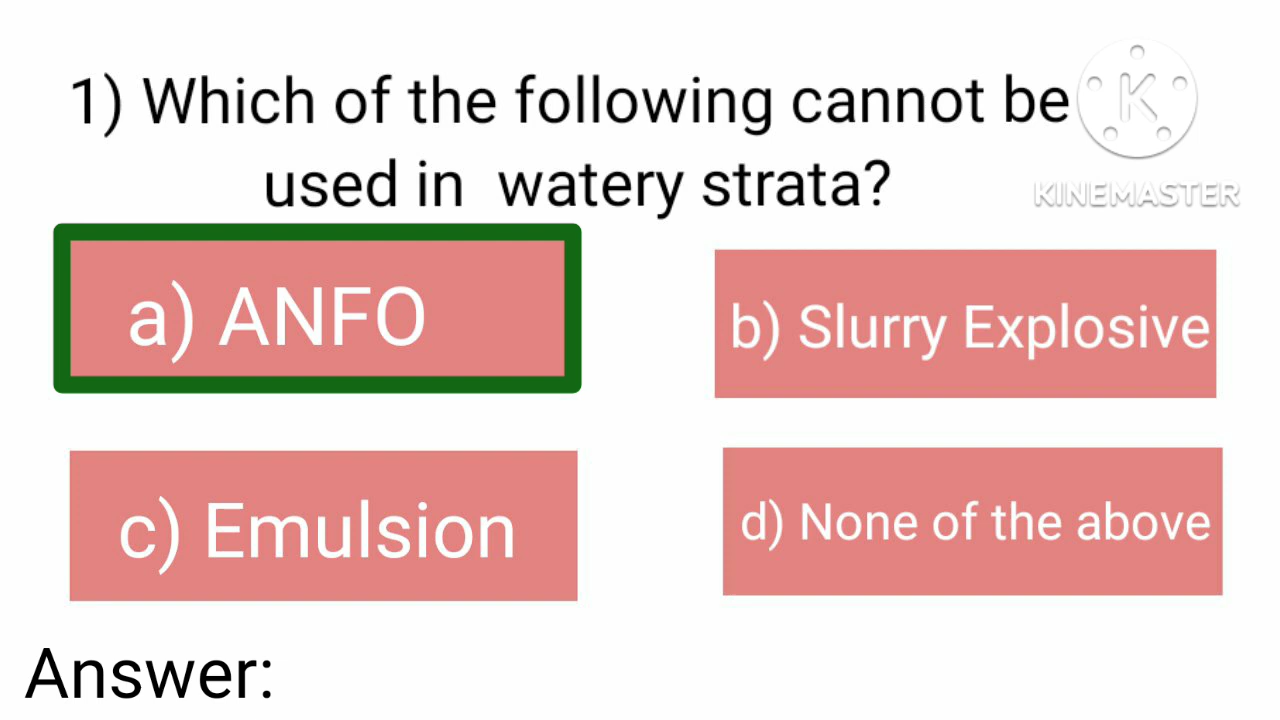 1) Which of the following cannot be
used in watery strata?
K
KINEMASTER
a) ANFO
b) Slurry Explosive
c) Emulsion
d) None of the above
Answer: